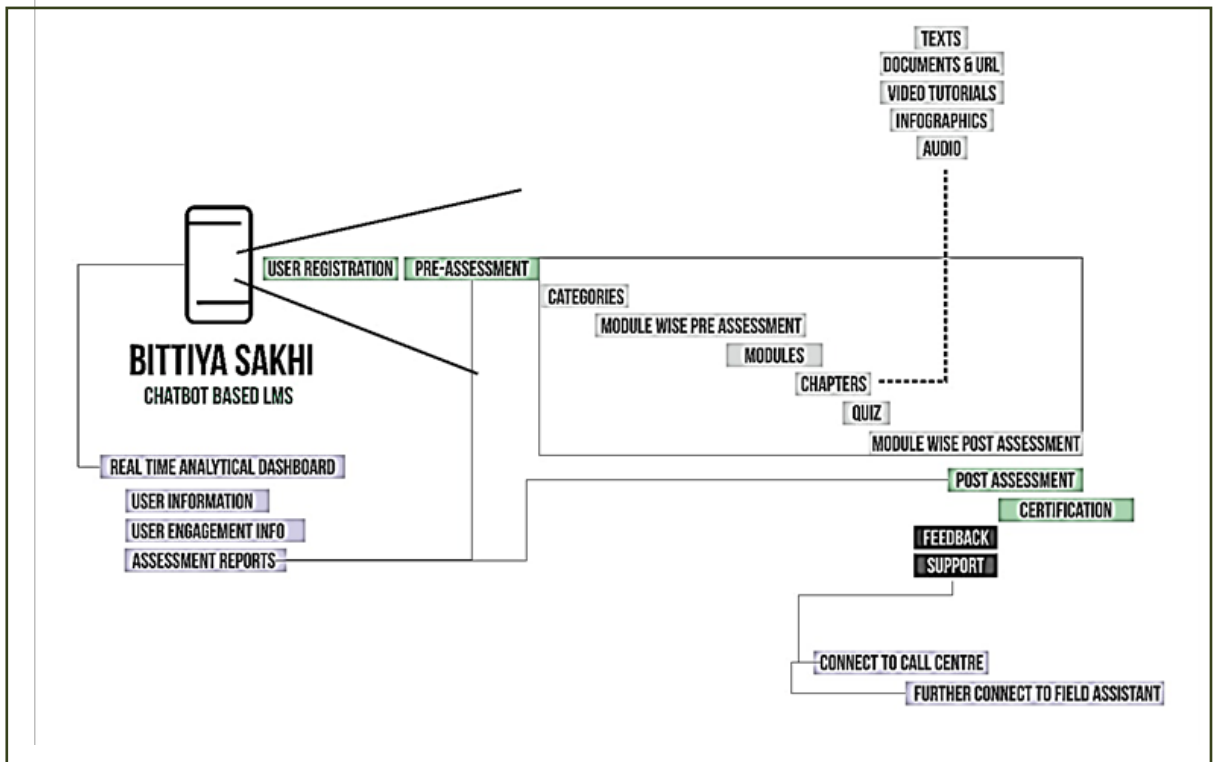 TEXTS
DOCUMENTS & URL
VIDEO TUTORIALS
INFOGRAPHICS
AUDIO
USER REGISTRATION
PRE-ASSESSMENT
CATEGORIES
MODULE WISE PRE ASSESSMENT
MODULES
CHAPTERS
QUIZ
MODULE WISE POST ASSESSMENT
BITTIYA SAKHI
CHATBOT BASED LMS
REAL TIME ANALYTICAL DASHBOARD
USER INFORMATION
USER ENGAGEMENT INFO
ASSESSMENT REPORTS
POST ASSESSMENT
CERTIFICATION
FEEDBACK
SUPPORT
CONNECT TO CALL CENTRE
FURTHER CONNECT TO FIELD ASSISTANT